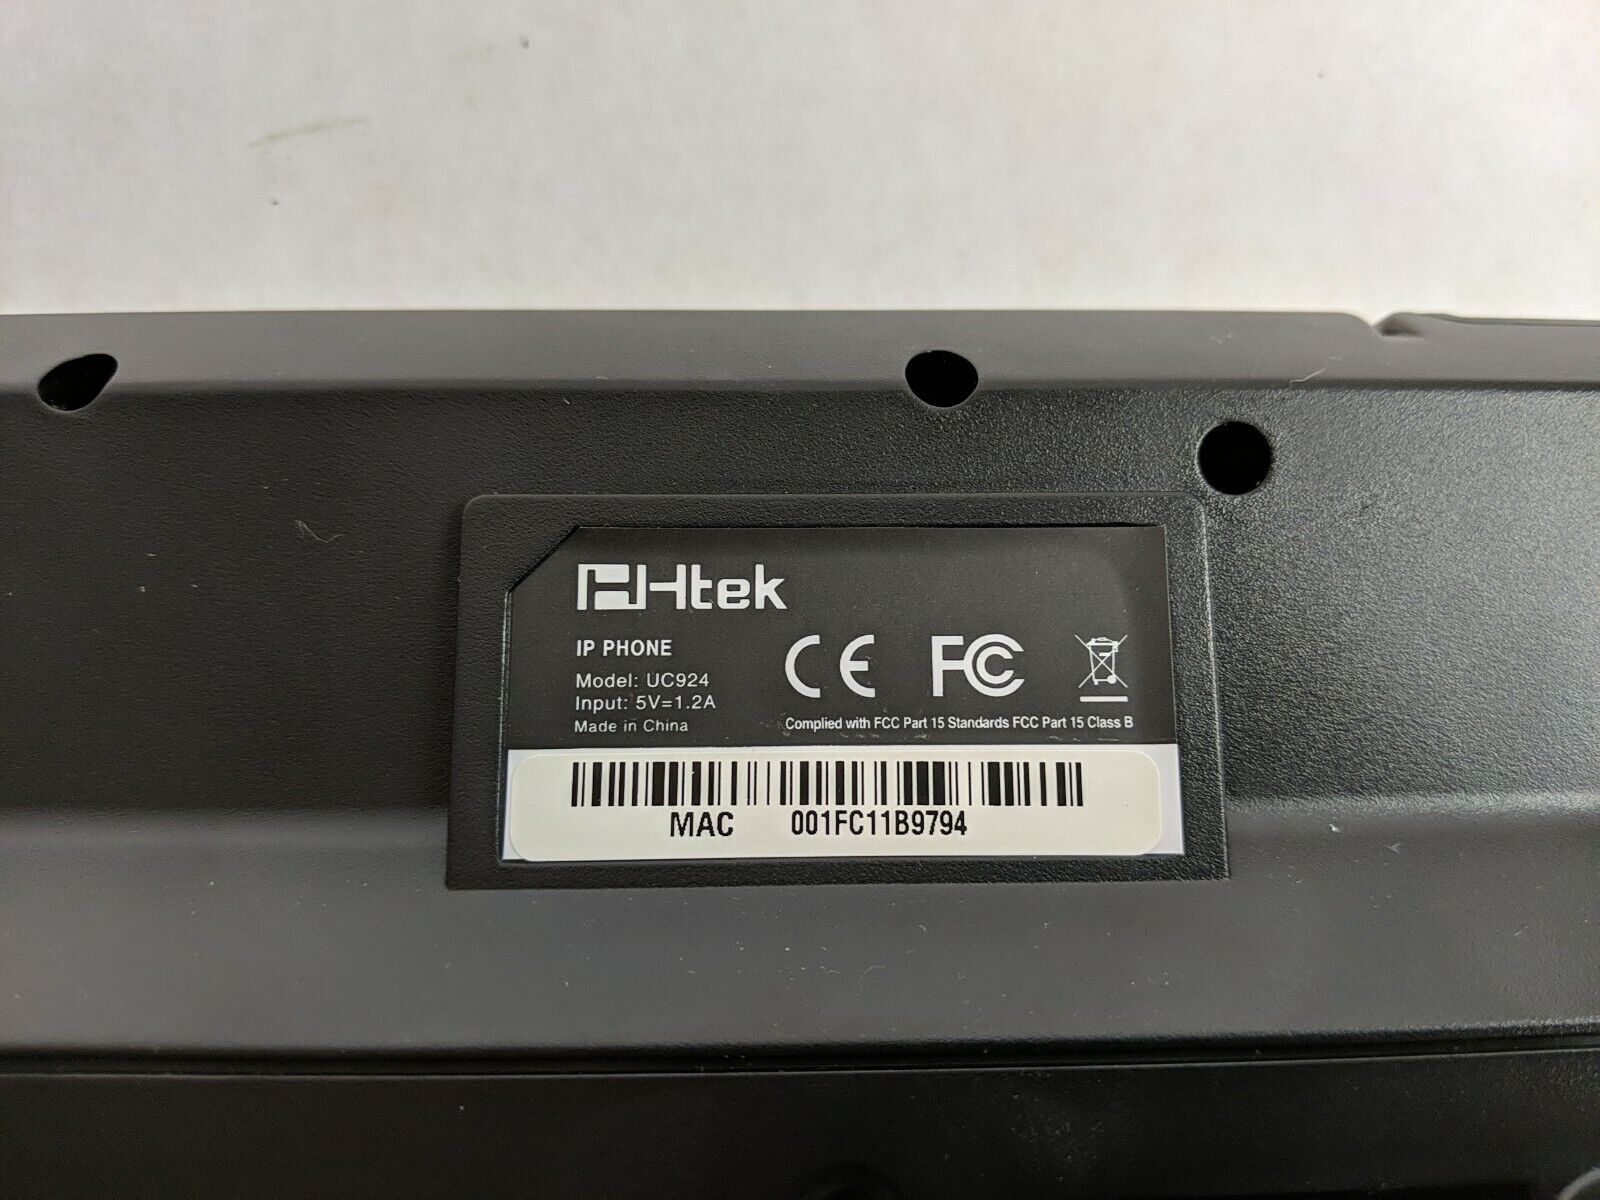 Htek
IP PHONE
Model: UC924
Input: 5V=1.2A
Made in China
CE FC
Complied with FCC Part 15 Standards FCC Part 15 Class B
MAC 001FC11B9794